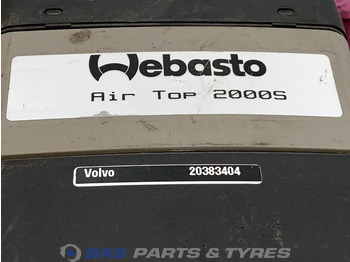 Webasto
Air Top 2000S
Volvo 20383404
BAS PARTS & TYRES